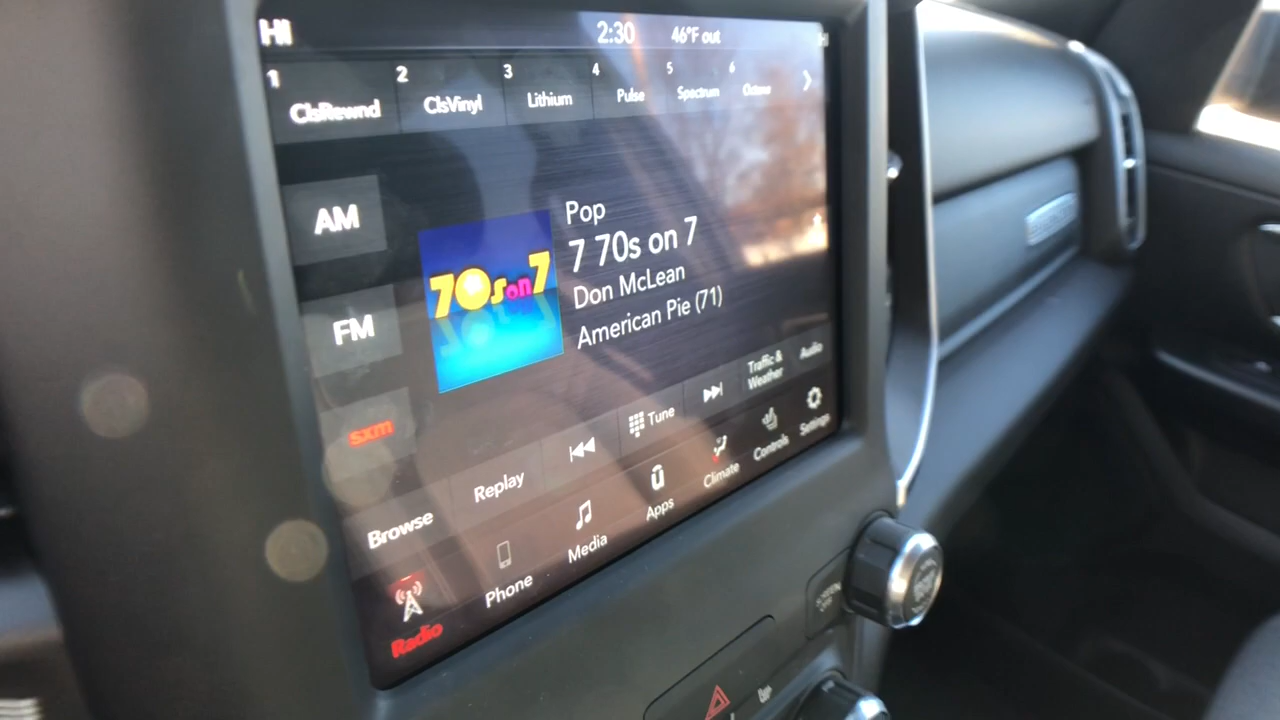 HI 2:30 46°F out HI
1 2 3 4 5 6
ClsRewnd ClsVinyl Lithium Pulse Spectrum
AM
FM
sxm
70s on 7
Pop
7 70s on 7
Don McLean
American Pie (71)
Browse Replay Tune Traffic & Weather Audio
Radio Phone Media Apps Climate Controls Settings